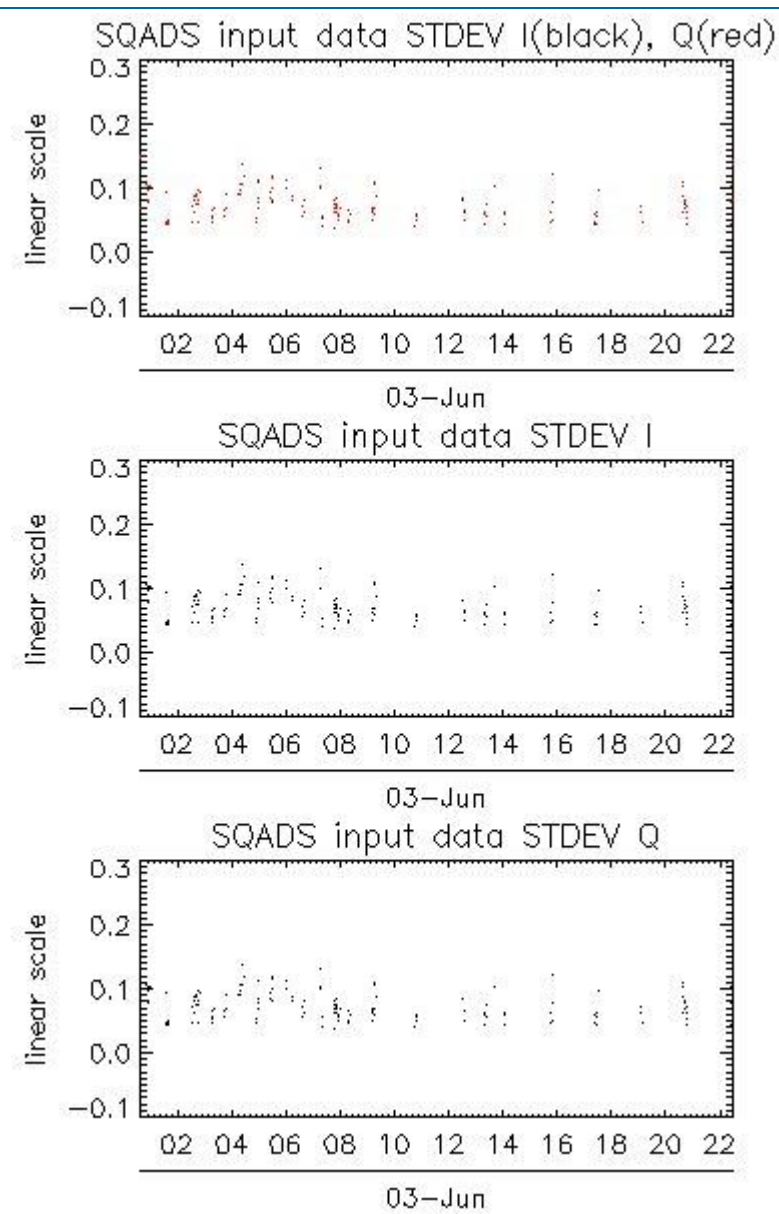 SQADS input data STDEV I(black), Q(red)
0.3
0.2
0.1
0.0
−0.1
linear scale
02 04 06 08 10 12 14 16 18 20 22
03−Jun
SQADS input data STDEV I
0.3
0.2
0.1
0.0
−0.1
linear scale
02 04 06 08 10 12 14 16 18 20 22
03−Jun
SQADS input data STDEV Q
0.3
0.2
0.1
0.0
−0.1
linear scale
02 04 06 08 10 12 14 16 18 20 22
03−Jun